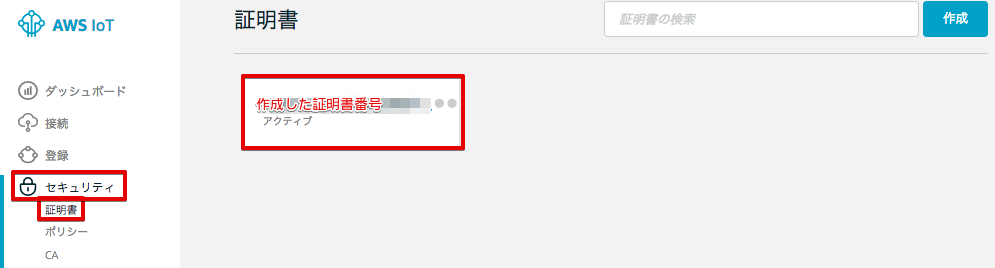 AWS IoT
ダッシュボード
接続
登録
セキュリティ
証明書
ポリシー
CA
証明書
証明書の検索
作成
作成した証明書番号
アクティブ